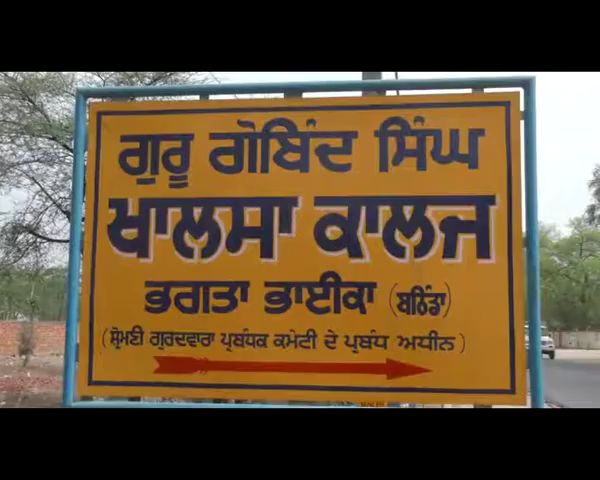 ਗੁਰੂ ਗੋਬਿੰਦ ਸਿੰਘ
ਖਾਲਸਾ ਕਾਲਜ
ਭਗਤਾ ਭਾਈਕਾ (ਬਠਿੰਡਾ)
(ਸ਼੍ਰੋਮਣੀ ਗੁਰਦਵਾਰਾ ਪ੍ਰਬੰਧਕ ਕਮੇਟੀ ਦੇ ਪ੍ਰਬੰਧ ਅਧੀਨ)